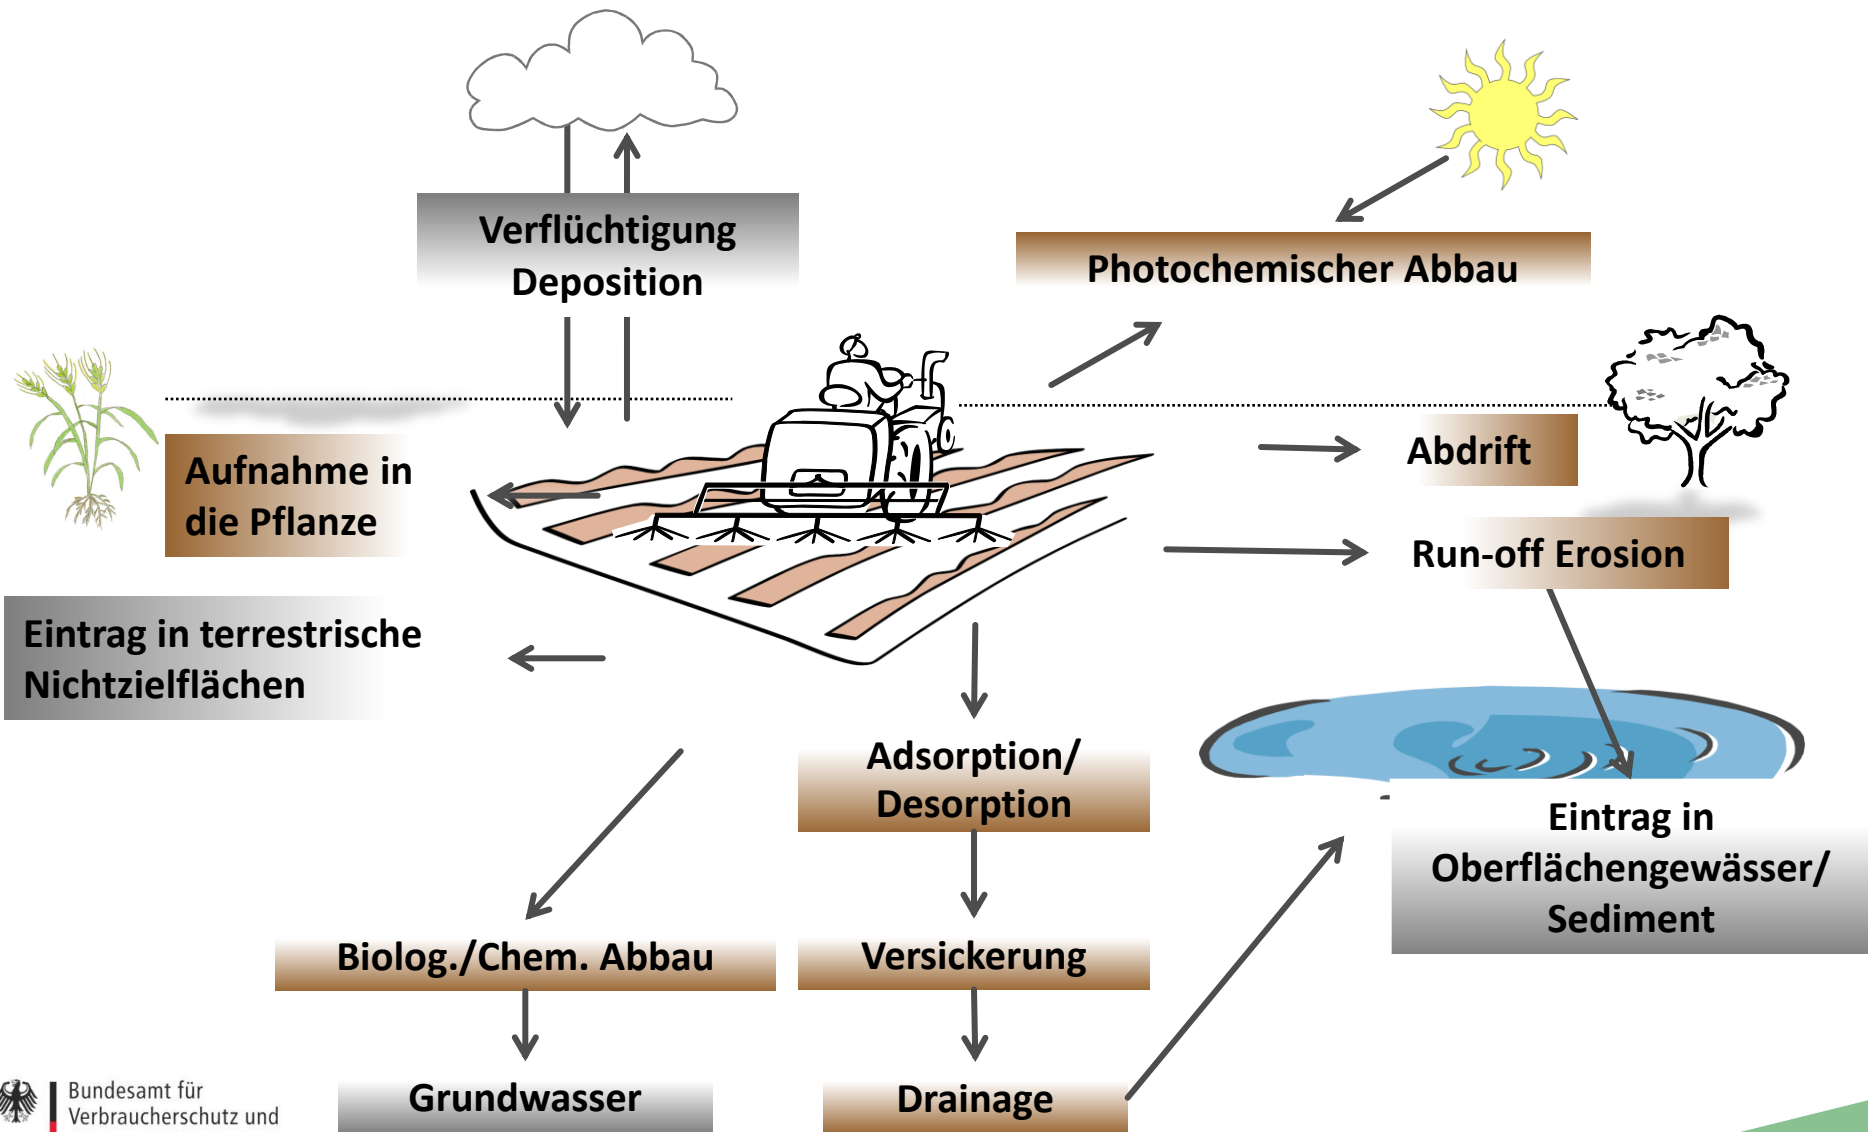 Verflüchtigung
Deposition
Photochemischer Abbau
Abdrift
Aufnahme in
die Pflanze
Run-off Erosion
Eintrag in terrestrische
Nichtzielflächen
Adsorption/
Desorption
Eintrag in
Oberflächengewässer/
Sediment
Biolog./Chem. Abbau
Versickerung
Grundwasser
Drainage
Bundesamt für
Verbraucherschutz und